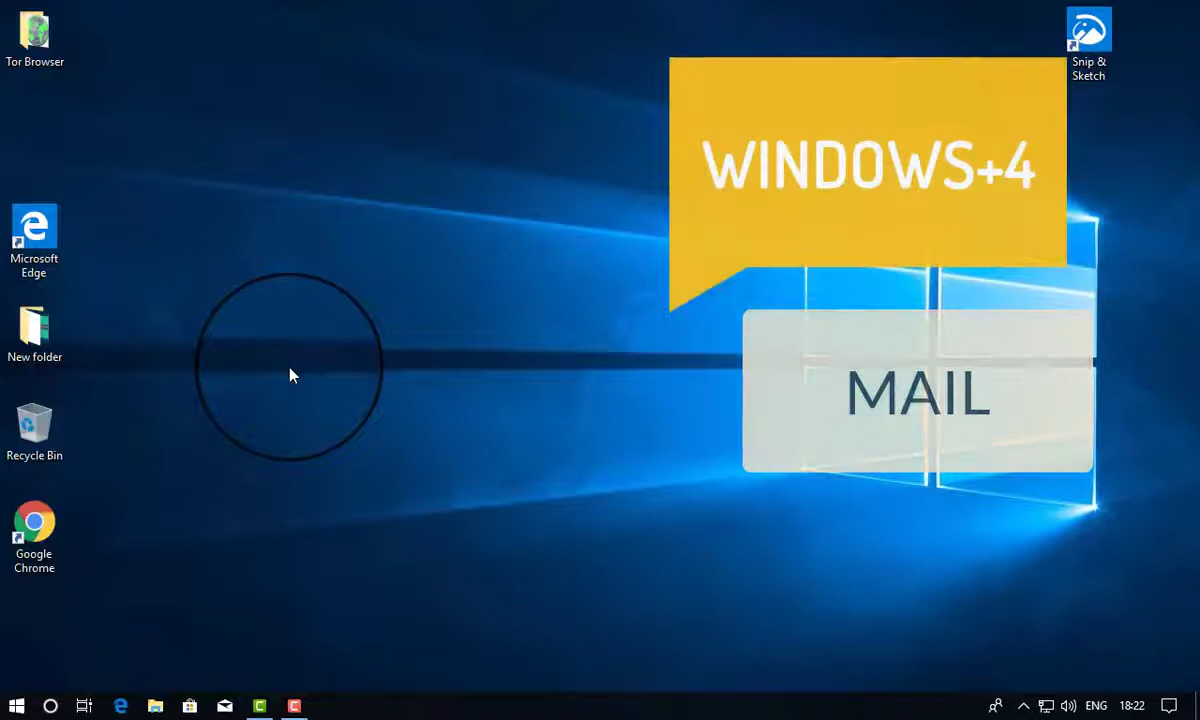 Tor Browser
Snip &
Sketch
WINDOWS+4
Microsoft
Edge
New folder
MAIL
Recycle Bin
Google
Chrome
ENG
18:22